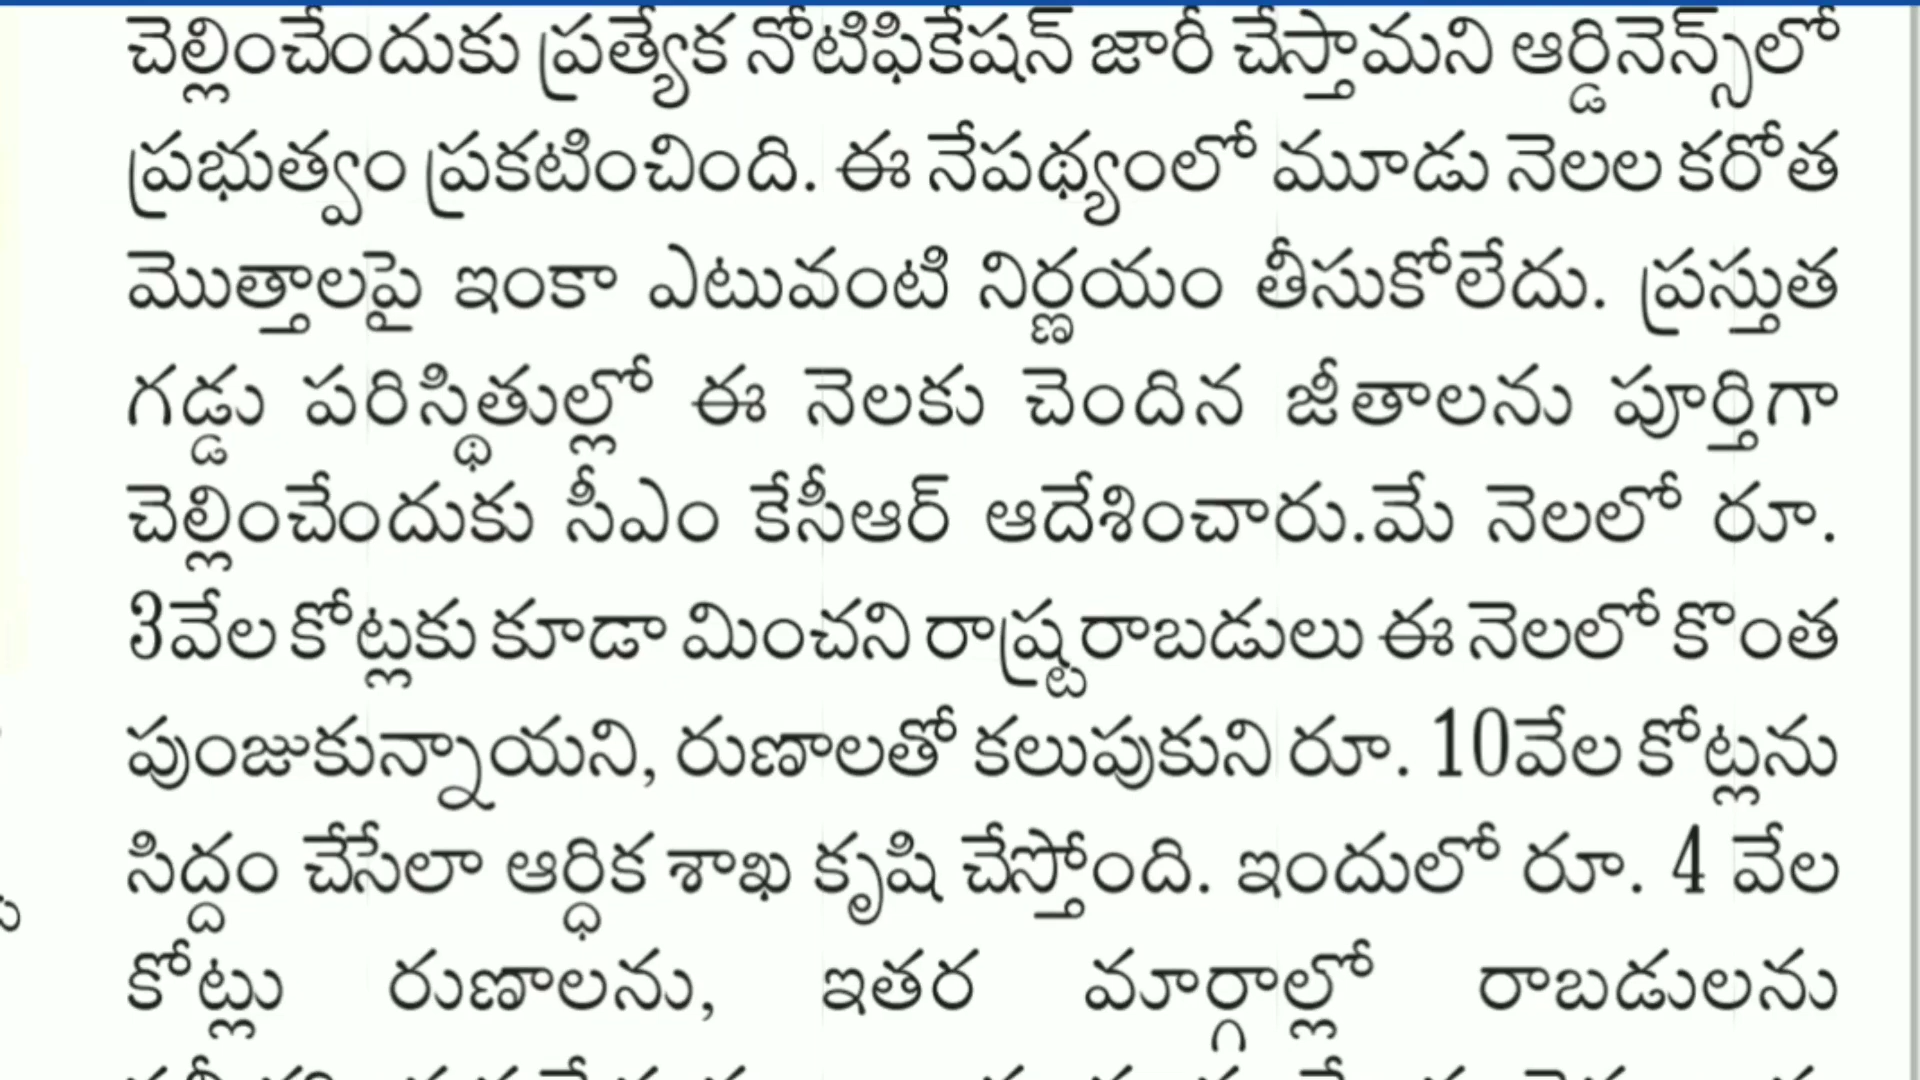 చెల్లించేందుకు ప్రత్యేక నోటిఫికేషన్ జారీ చేస్తామని ఆర్డినెన్స్‌లో
ప్రభుత్వం ప్రకటించింది. ఈ నేపథ్యంలో మూడు నెలల కరోత
మొత్తాలపై ఇంకా ఎటువంటి నిర్ణయం తీసుకోలేదు. ప్రస్తుత
గడ్డు పరిస్థితుల్లో ఈ నెలకు చెందిన జీతాలను పూర్తిగా
చెల్లించేందుకు సీఎం కేసీఆర్ ఆదేశించారు.మే నెలలో రూ.
3వేల కోట్లకు కూడా మించని రాష్ట్ర రాబడులు ఈ నెలలో కొంత
పుంజుకున్నాయని, రుణాలతో కలుపుకుని రూ. 10వేల కోట్లను
సిద్దం చేసేలా ఆర్ధిక శాఖ కృషి చేస్తోంది. ఇందులో రూ. 4 వేల
కోట్లు రుణాలను, ఇతర మార్గాల్లో రాబడులను